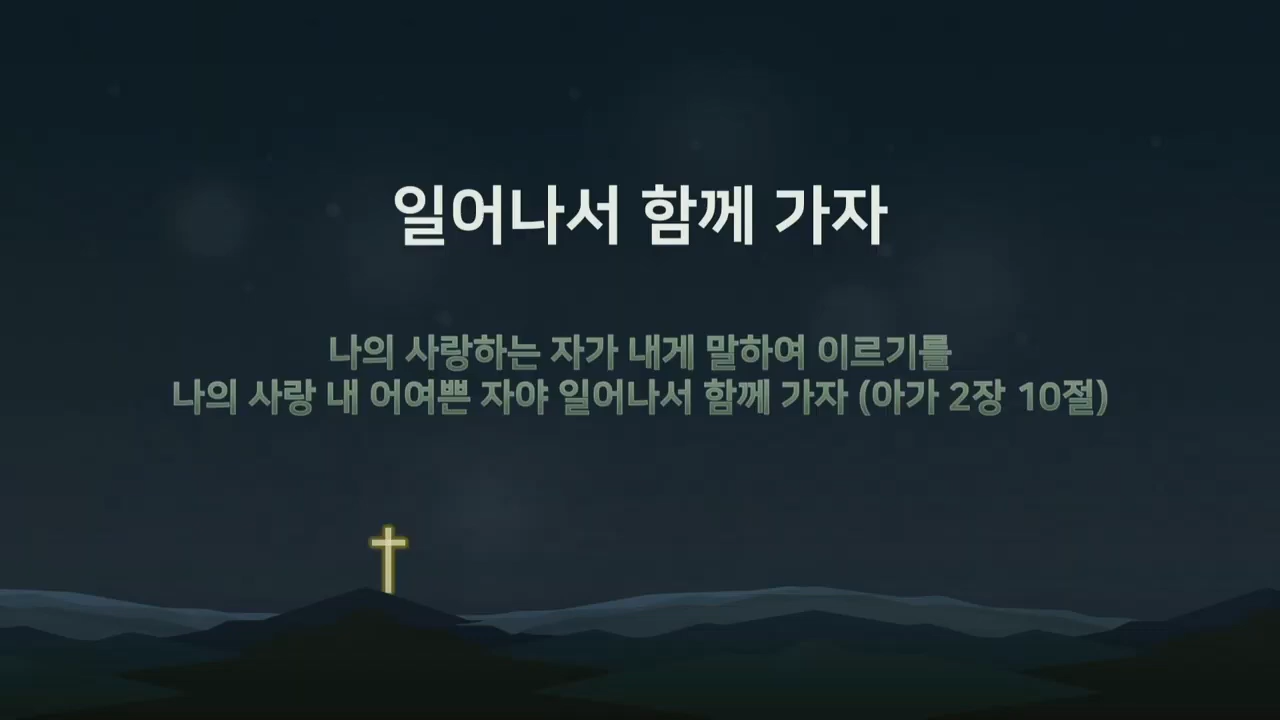 일어나서 함께 가자
나의 사랑하는 자가 내게 말하여 이르기를
나의 사랑 내 어여쁜 자야 일어나서 함께 가자 (아가 2장 10절)